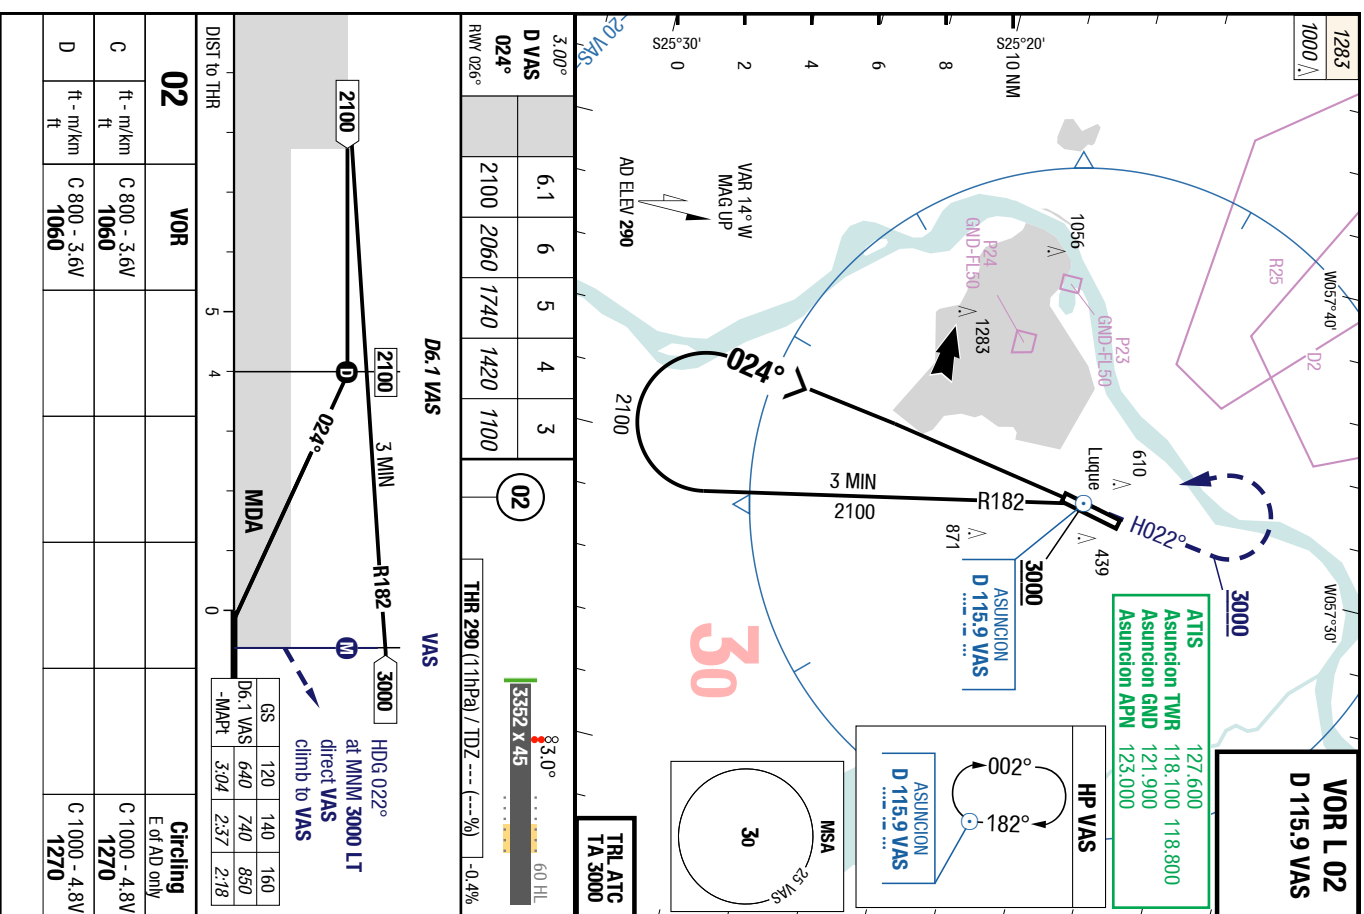 VOR L 02
D 115.9 VAS
1283
1000
ATIS 127.600
Asuncion TWR 118.100 118.800
Asuncion GND 121.900
Asuncion APN 123.000
W057°40'
W057°30'
R25
D2
P23
GND-FL50
P24
GND-FL50
1056
1283
610
Luque
439
871
H022°
3000
3000
ASUNCION
D 115.9 VAS
R182
3 MIN
2100
2100
024°
30
HP VAS
002°
182°
ASUNCION
D 115.9 VAS
MSA
30
25 VAS
TRL ATC
TA 3000
S25°20'
S25°30'
10 NM
8
6
4
2
0
20 VAS
VAR 14° W
MAG UP
AD ELEV 290
3.00°
D VAS 6.1 6 5 4 3
024° 2100 2060 1740 1420 1100
RWY 026°
02
THR 290 (11hPa) / TDZ --- (---%) -0.4%
3352 x 45
3.0°
60 HL
D6.1 VAS
VAS
2100
2100
3 MIN
R182
3000
D
M
024°
MDA
HDG 022°
at MNM 3000 LT
direct VAS
climb to VAS
DIST to THR
5
4
0
GS 120 140 160
D6.1 VAS 640 740 850
-MAPt 3:04 2:37 2:18
02 VOR Circling
E of AD only
C ft - m/km C 800 - 3.6V C 1000 - 4.8V
ft 1060 1270
D ft - m/km C 800 - 3.6V C 1000 - 4.8V
ft 1060 1270